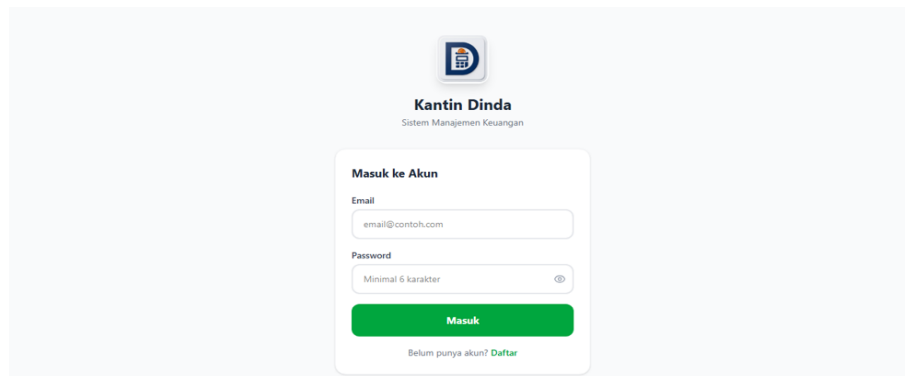 Kantin Dinda
Sistem Manajemen Keuangan
Masuk ke Akun
Email
email@contoh.com
Password
Minimal 6 karakter
Masuk
Belum punya akun? Daftar